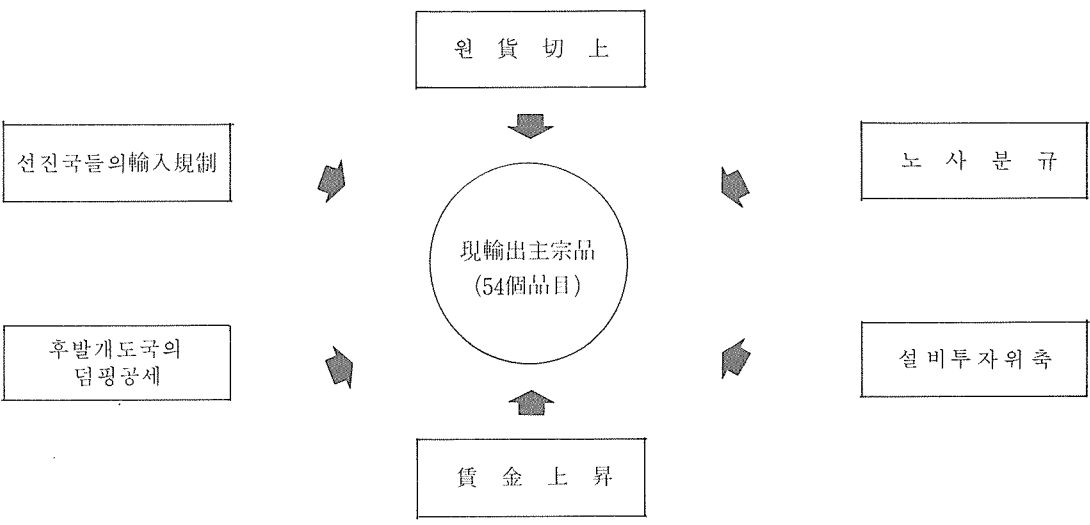 원 貨 切 上
선진국들의輸入規制
노 사 분 규
現輸出主宗品
(54個品目)
후발개도국의
덤핑공세
설비투자위축
賃 金 上 昇